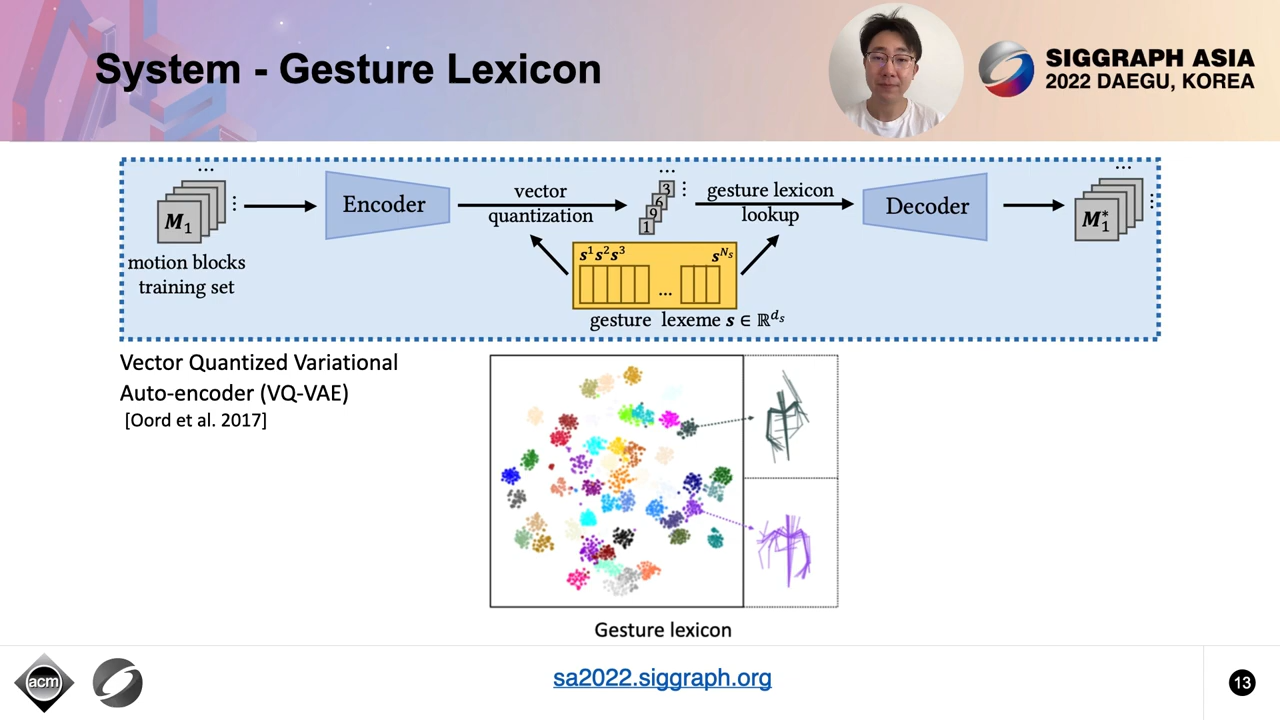 System - Gesture Lexicon
SIGGRAPH ASIA
2022 DAEGU, KOREA
...
M₁
motion blocks
training set
Encoder
vector
quantization
...
3
6
9
1
gesture lexicon
lookup
Decoder
...
M₁*
s¹s²s³ ... sᴺˢ
gesture lexeme s ∈ ℝᵈˢ
Vector Quantized Variational
Auto-encoder (VQ-VAE)
[Oord et al. 2017]
Gesture lexicon
acm
sa2022.siggraph.org
13